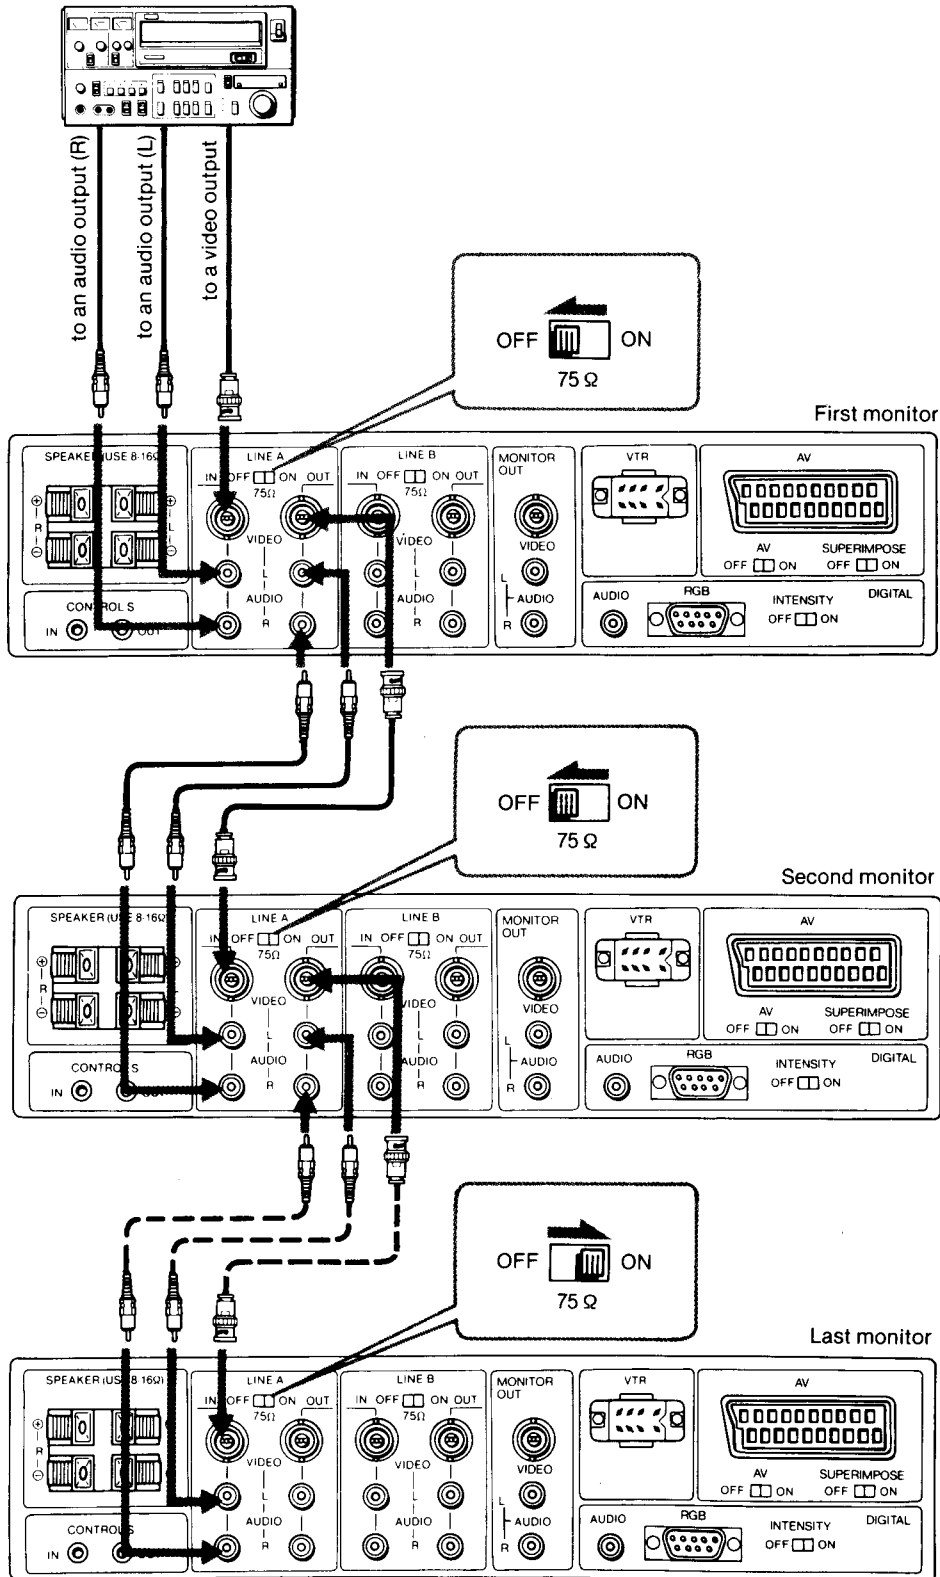 to an audio output (R)
to an audio output (L)
to a video output
OFF ON
75 Ω
First monitor
SPEAKER (USE 8-16Ω)
LINE A
IN OFF ON OUT
75Ω
LINE B
IN OFF ON OUT
75Ω
MONITOR
OUT
VTR
AV
⊕
R
⊖
⊕
L
⊖
VIDEO
VIDEO
VIDEO
L
AUDIO
R
L
AUDIO
R
L
AUDIO
R
AV
OFF ON
SUPERIMPOSE
OFF ON
CONTROL S
IN OUT
AUDIO
RGB
INTENSITY
OFF ON
DIGITAL
OFF ON
75 Ω
Second monitor
SPEAKER (USE 8-16Ω)
LINE A
IN OFF ON OUT
75Ω
LINE B
IN OFF ON OUT
75Ω
MONITOR
OUT
VTR
AV
⊕
R
⊖
VIDEO
VIDEO
VIDEO
L
AUDIO
R
L
AUDIO
R
L
AUDIO
R
AV
OFF ON
SUPERIMPOSE
OFF ON
CONTROL S
IN OUT
AUDIO
RGB
INTENSITY
OFF ON
DIGITAL
OFF ON
75 Ω
Last monitor
SPEAKER (USE 8-16Ω)
LINE A
IN OFF ON OUT
75Ω
LINE B
IN OFF ON OUT
75Ω
MONITOR
OUT
VTR
AV
⊕
R
⊖
VIDEO
VIDEO
VIDEO
L
AUDIO
R
L
AUDIO
R
L
AUDIO
R
AV
OFF ON
SUPERIMPOSE
OFF ON
CONTROL S
IN
AUDIO
RGB
INTENSITY
OFF ON
DIGITAL